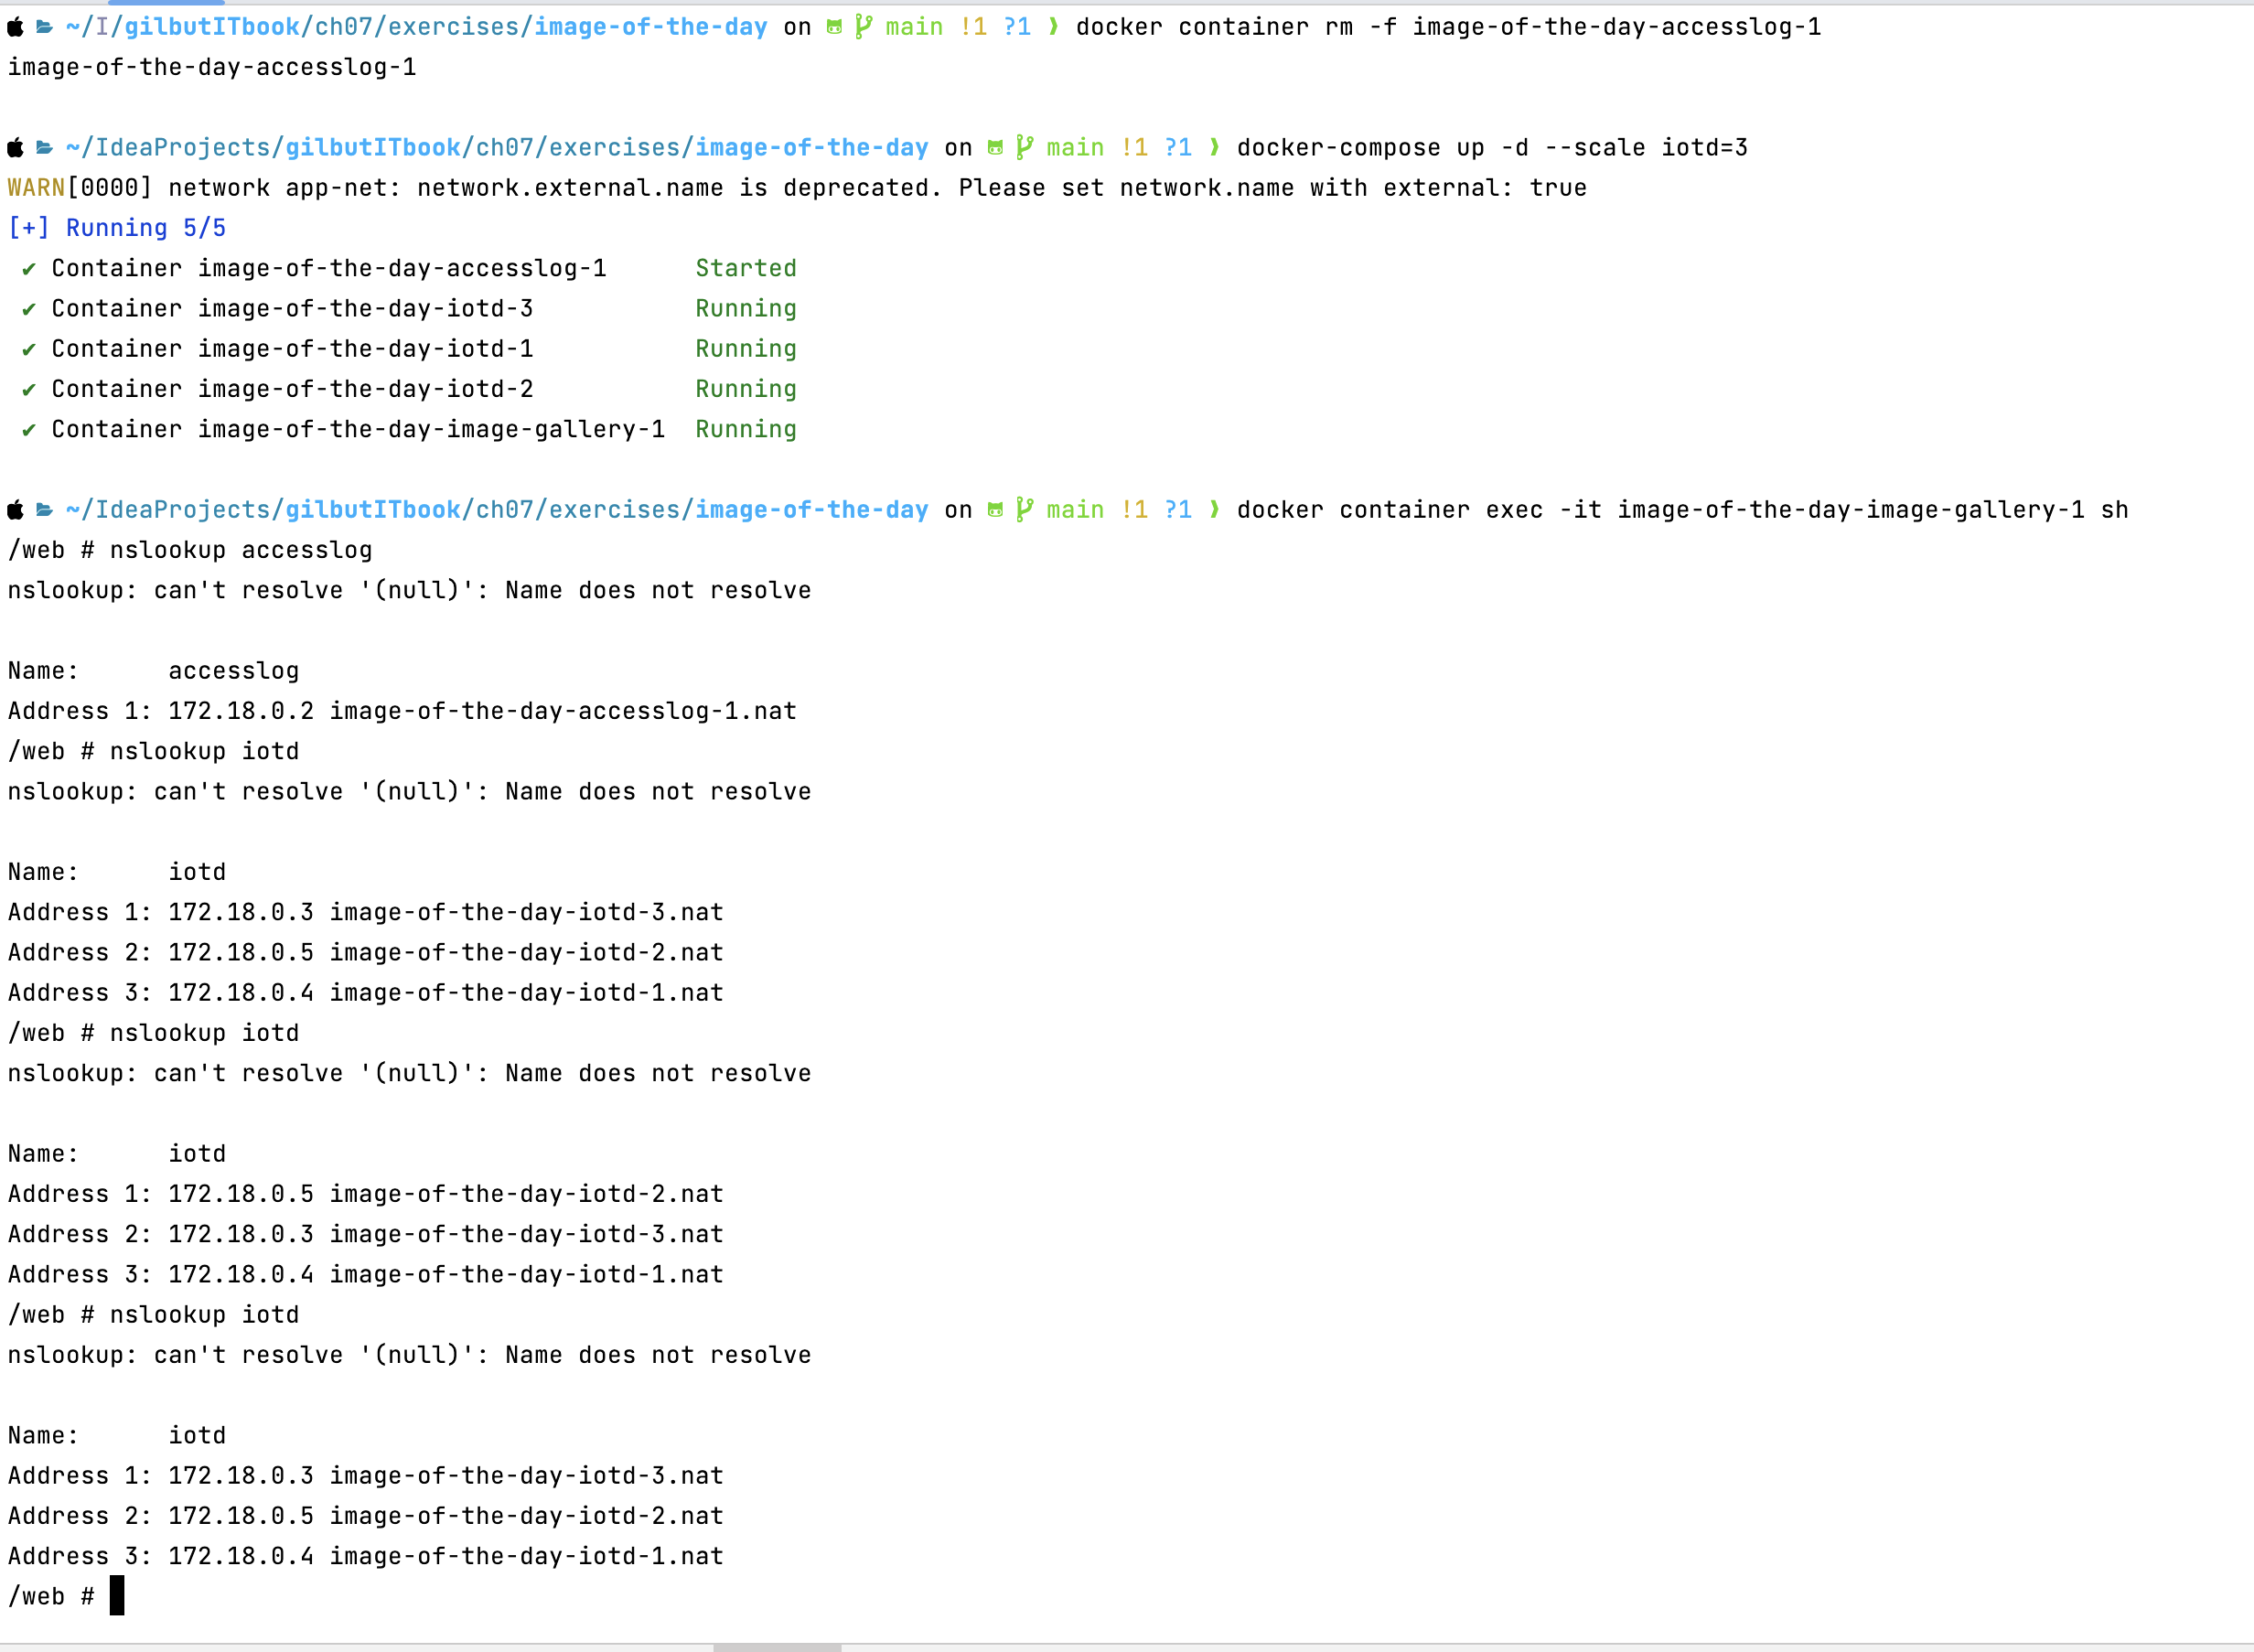 ~/I/gilbutITbook/ch07/exercises/image-of-the-day on main !1 ?1 ❱ docker container rm -f image-of-the-day-accesslog-1
image-of-the-day-accesslog-1
~/IdeaProjects/gilbutITbook/ch07/exercises/image-of-the-day on main !1 ?1 ❱ docker-compose up -d --scale iotd=3
WARN[0000] network app-net: network.external.name is deprecated. Please set network.name with external: true
[+] Running 5/5
✔ Container image-of-the-day-accesslog-1 Started
✔ Container image-of-the-day-iotd-3 Running
✔ Container image-of-the-day-iotd-1 Running
✔ Container image-of-the-day-iotd-2 Running
✔ Container image-of-the-day-image-gallery-1 Running
~/IdeaProjects/gilbutITbook/ch07/exercises/image-of-the-day on main !1 ?1 ❱ docker container exec -it image-of-the-day-image-gallery-1 sh
/web # nslookup accesslog
nslookup: can't resolve '(null)': Name does not resolve
Name: accesslog
Address 1: 172.18.0.2 image-of-the-day-accesslog-1.nat
/web # nslookup iotd
nslookup: can't resolve '(null)': Name does not resolve
Name: iotd
Address 1: 172.18.0.3 image-of-the-day-iotd-3.nat
Address 2: 172.18.0.5 image-of-the-day-iotd-2.nat
Address 3: 172.18.0.4 image-of-the-day-iotd-1.nat
/web # nslookup iotd
nslookup: can't resolve '(null)': Name does not resolve
Name: iotd
Address 1: 172.18.0.5 image-of-the-day-iotd-2.nat
Address 2: 172.18.0.3 image-of-the-day-iotd-3.nat
Address 3: 172.18.0.4 image-of-the-day-iotd-1.nat
/web # nslookup iotd
nslookup: can't resolve '(null)': Name does not resolve
Name: iotd
Address 1: 172.18.0.3 image-of-the-day-iotd-3.nat
Address 2: 172.18.0.5 image-of-the-day-iotd-2.nat
Address 3: 172.18.0.4 image-of-the-day-iotd-1.nat
/web #